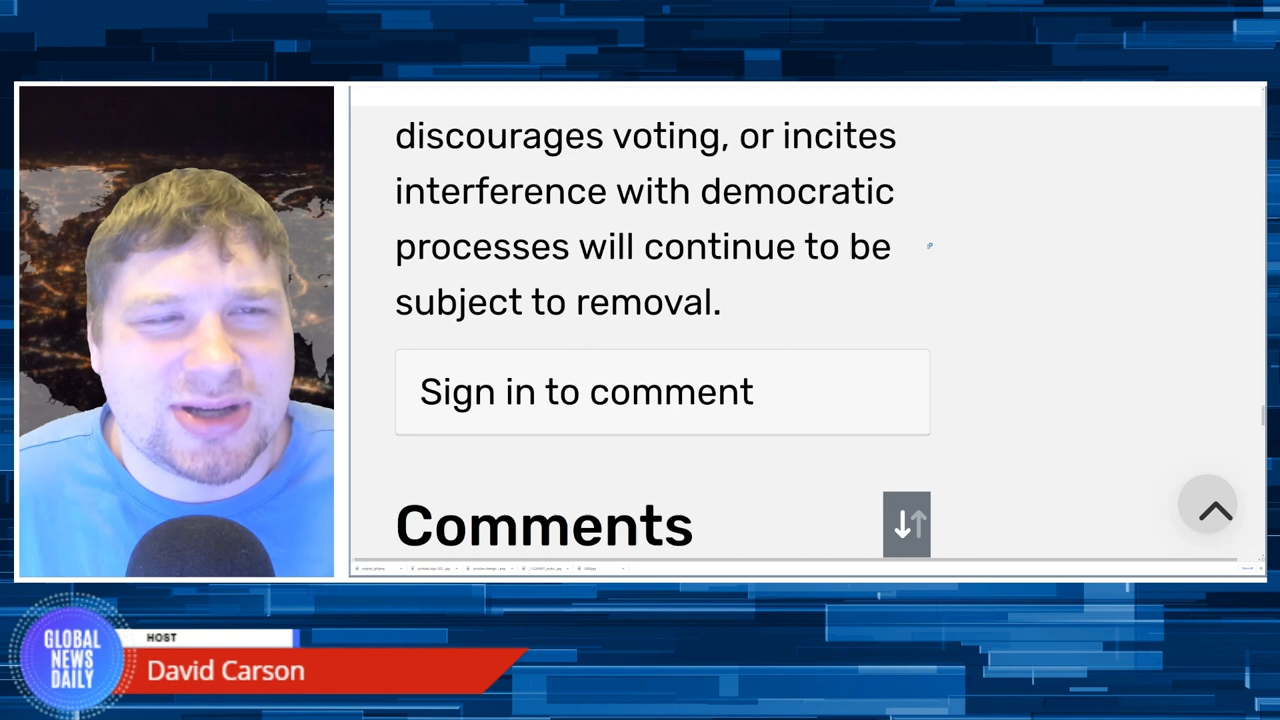 discourages voting, or incites
interference with democratic
processes will continue to be
subject to removal.
Sign in to comment
Comments
HOST
David Carson
GLOBAL
NEWS
DAILY